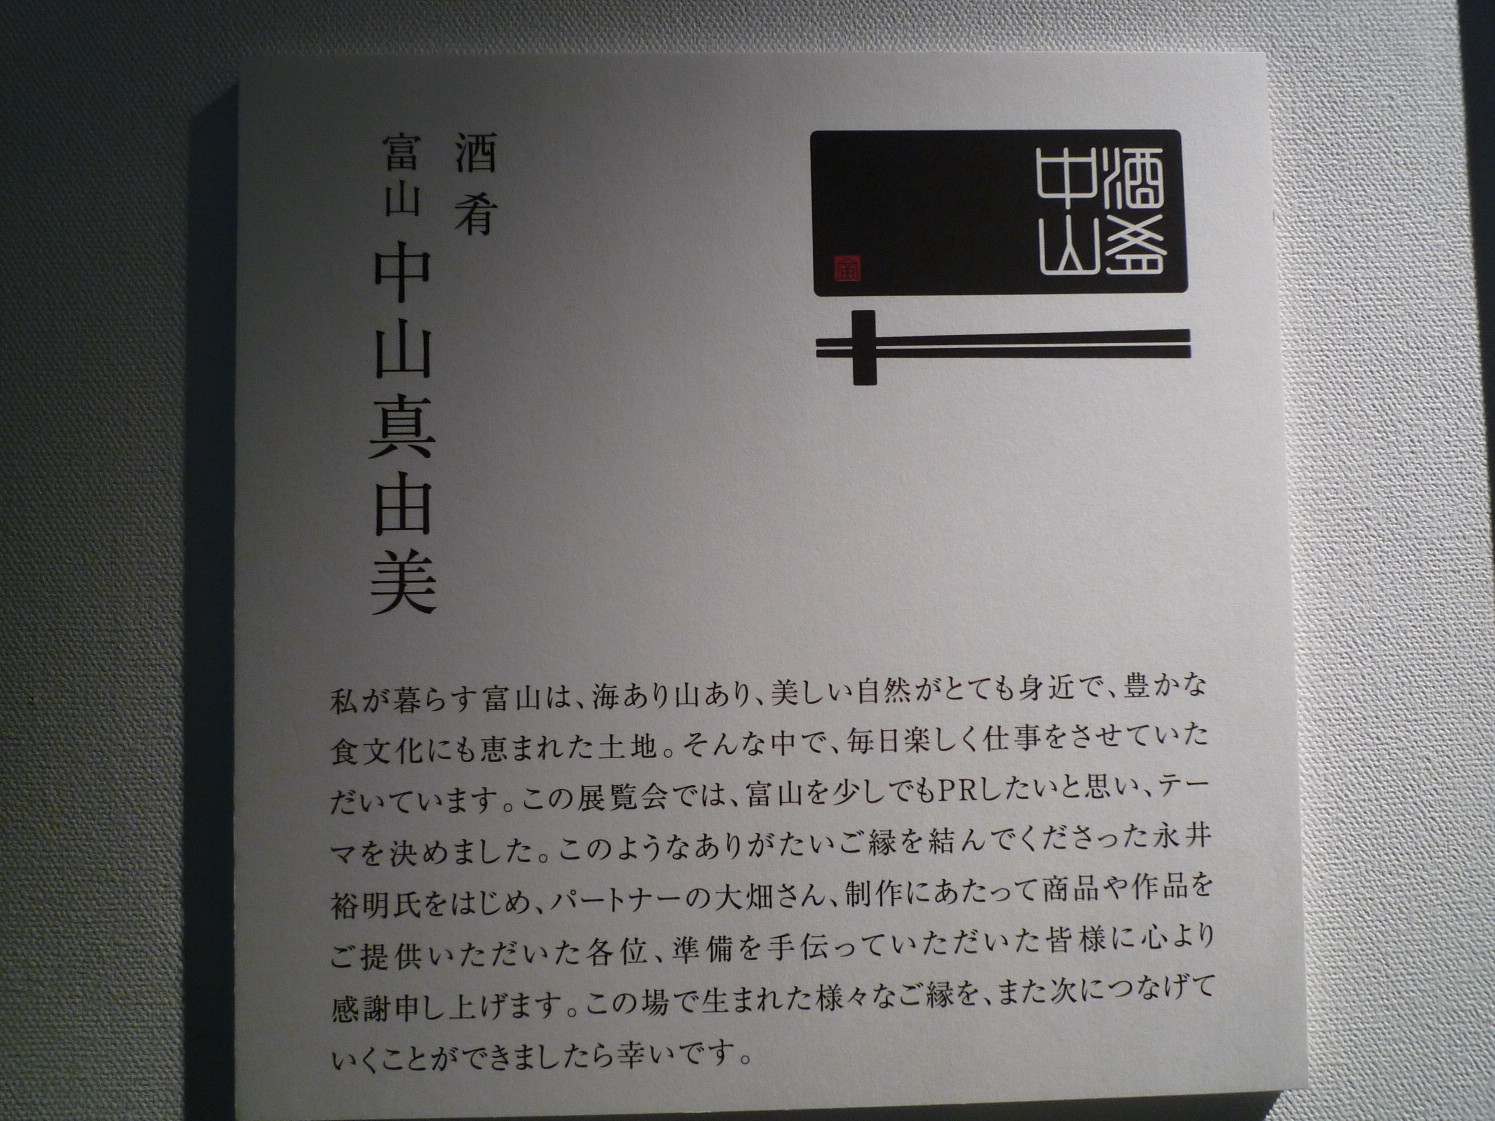 酒肴
富山 中山真由美
酒肴
中山
私が暮らす富山は、海あり山あり、美しい自然がとても身近で、豊かな
食文化にも恵まれた土地。そんな中で、毎日楽しく仕事をさせていた
だいています。この展覧会では、富山を少しでもPRしたいと思い、テー
マを決めました。このようなありがたいご縁を結んでくださった永井
裕明氏をはじめ、パートナーの大畑さん、制作にあたって商品や作品を
ご提供いただいた各位、準備を手伝っていただいた皆様に心より
感謝申し上げます。この場で生まれた様々なご縁を、また次につなげて
いくことができましたら幸いです。